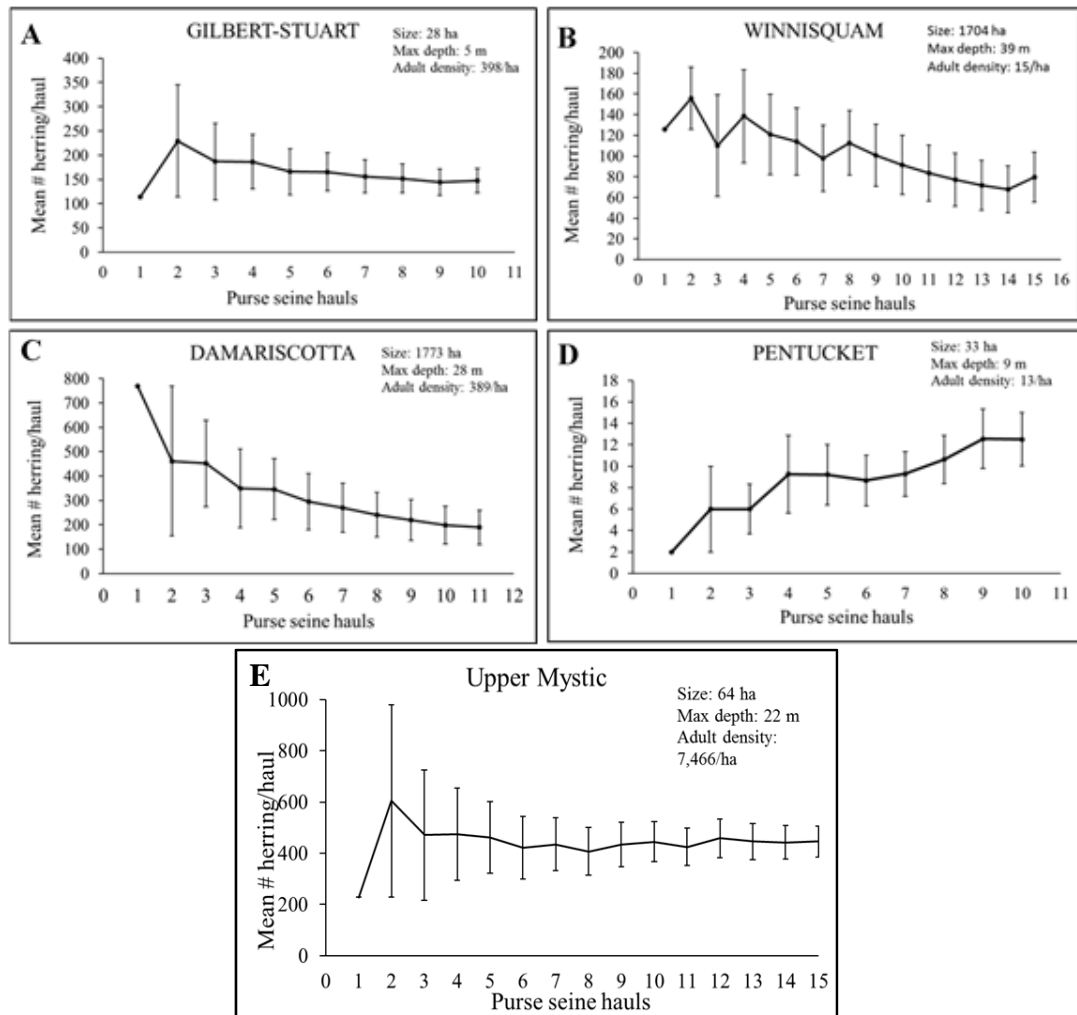 A
GILBERT-STUART
Size: 28 ha
Max depth: 5 m
Adult density: 398/ha
Mean # herring/haul
400
350
300
250
200
150
100
50
0
0 1 2 3 4 5 6 7 8 9 10 11
Purse seine hauls
B
WINNISQUAM
Size: 1704 ha
Max depth: 39 m
Adult density: 15/ha
Mean # herring/haul
200
180
160
140
120
100
80
60
40
20
0
0 1 2 3 4 5 6 7 8 9 10 11 12 13 14 15 16
Purse seine hauls
C
DAMARISCOTTA
Size: 1773 ha
Max depth: 28 m
Adult density: 389/ha
Mean # herring/haul
800
700
600
500
400
300
200
100
0
0 1 2 3 4 5 6 7 8 9 10 11 12
Purse seine hauls
D
PENTUCKET
Size: 33 ha
Max depth: 9 m
Adult density: 13/ha
Mean # herring/haul
18
16
14
12
10
8
6
4
2
0
0 1 2 3 4 5 6 7 8 9 10 11
Purse seine hauls
E
Upper Mystic
Size: 64 ha
Max depth: 22 m
Adult density:
7,466/ha
Mean # herring/haul
1000
800
600
400
200
0
0 1 2 3 4 5 6 7 8 9 10 11 12 13 14 15
Purse seine hauls